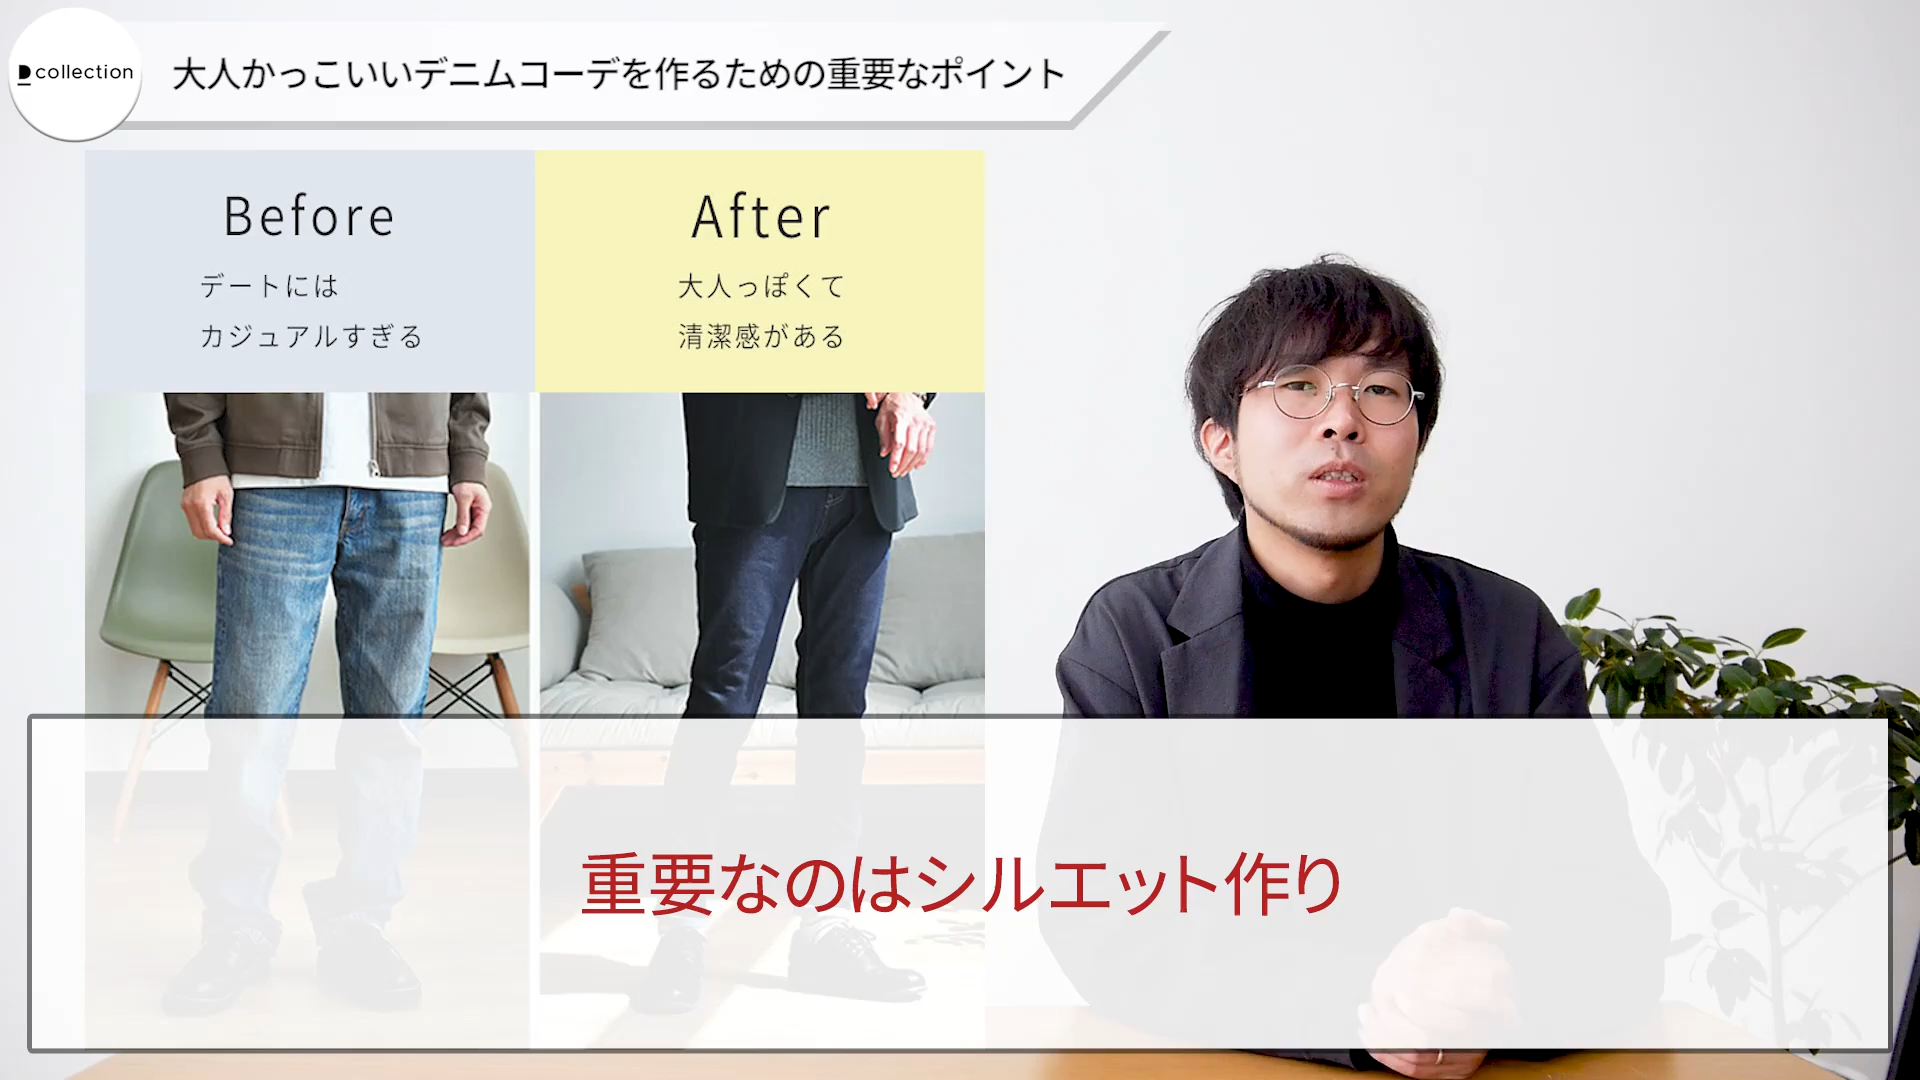 D collection
大人かっこいいデニムコーデを作るための重要なポイント
Before
デートには
カジュアルすぎる
After
大人っぽくて
清潔感がある
重要なのはシルエット作り